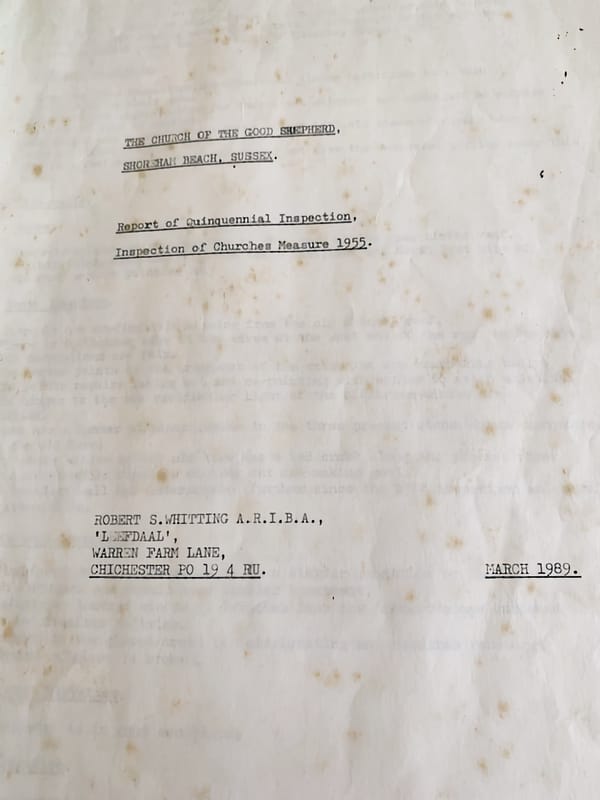 THE CHURCH OF THE GOOD SHEPHERD,
SHOREHAM BEACH, SUSSEX.
Report of Quinquennial Inspection,
Inspection of Churches Measure 1955.
ROBERT S.WHITTING A.R.I.B.A.,
'LIEFDAAL',
WARREN FARM LANE,
CHICHESTER PO 19 4 RU.
MARCH 1989.